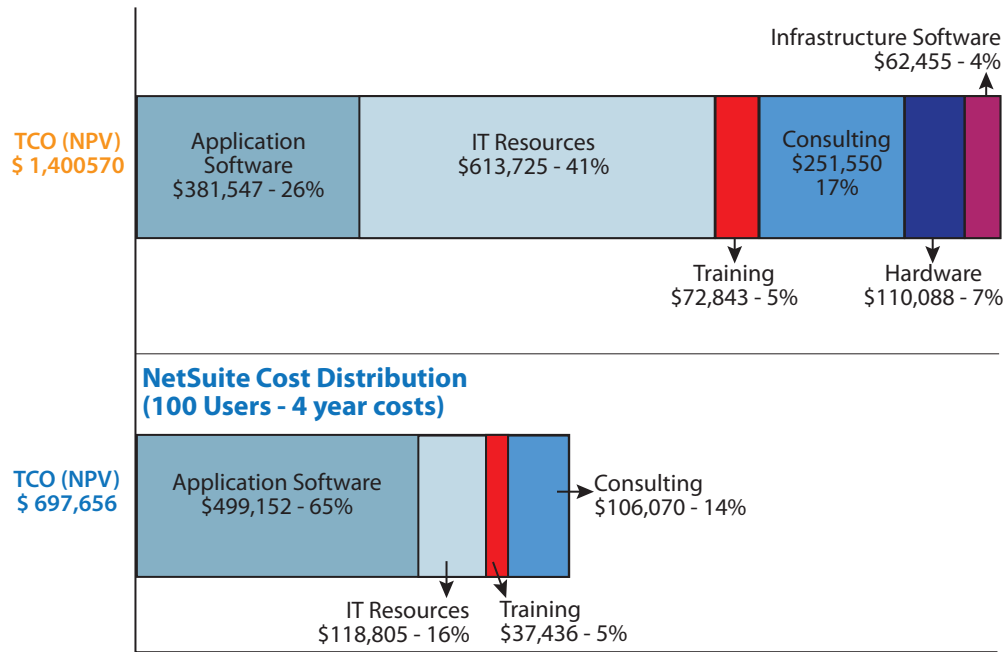 Infrastructure Software
$62,455 - 4%
TCO (NPV)
$ 1,400570
Application
Software
$381,547 - 26%
IT Resources
$613,725 - 41%
Consulting
$251,550
17%
Training
$72,843 - 5%
Hardware
$110,088 - 7%
NetSuite Cost Distribution
(100 Users - 4 year costs)
TCO (NPV)
$ 697,656
Application Software
$499,152 - 65%
Consulting
$106,070 - 14%
IT Resources
$118,805 - 16%
Training
$37,436 - 5%